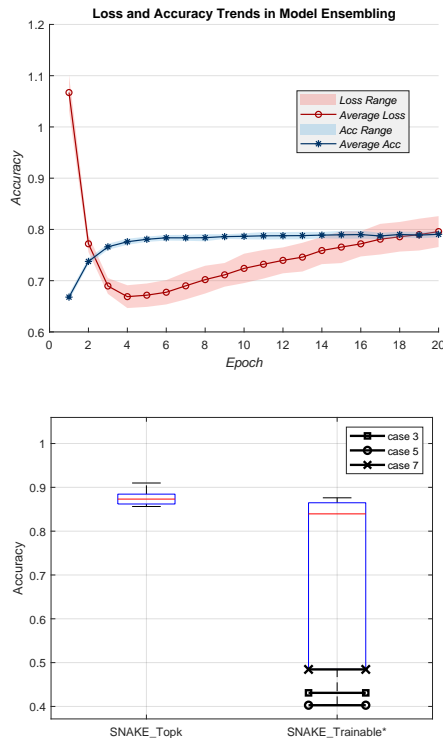 Loss and Accuracy Trends in Model Ensembling
1.2
1.1
1
0.9
0.8
0.7
0.6
Accuracy
Loss Range
Average Loss
Acc Range
Average Acc
0 2 4 6 8 10 12 14 16 18 20
Epoch
1
0.9
0.8
0.7
0.6
0.5
0.4
Accuracy
case 3
case 5
case 7
SNAKE_Topk SNAKE_Trainable*